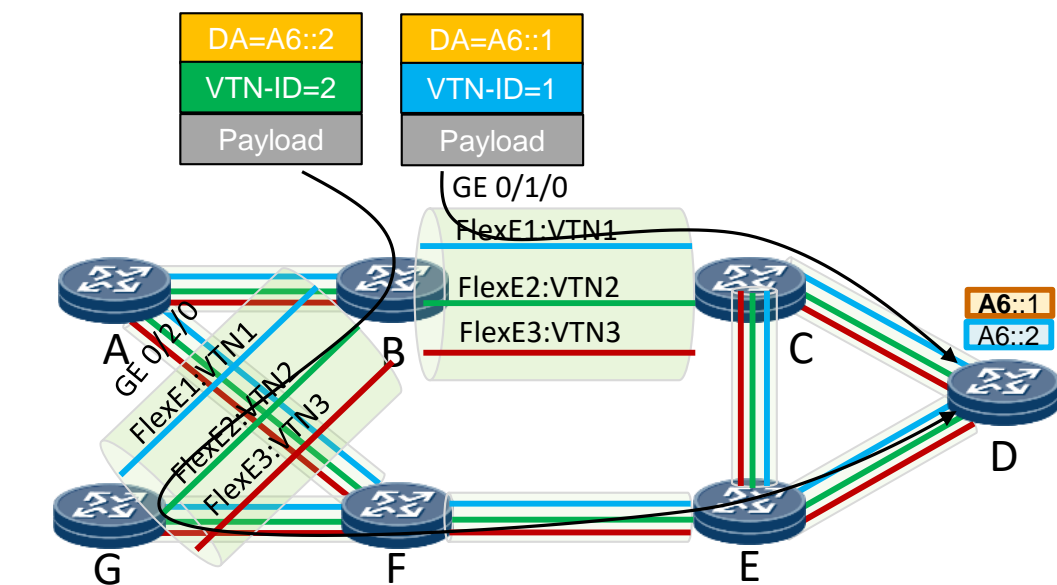 DA=A6::2
VTN-ID=2
Payload
DA=A6::1
VTN-ID=1
Payload
GE 0/1/0
FlexE1:VTN1
FlexE2:VTN2
FlexE3:VTN3
A
B
C
A6::1
A6::2
D
GE 0/2/0
FlexE1:VTN1
FlexE2:VTN2
FlexE3:VTN3
G
F
E